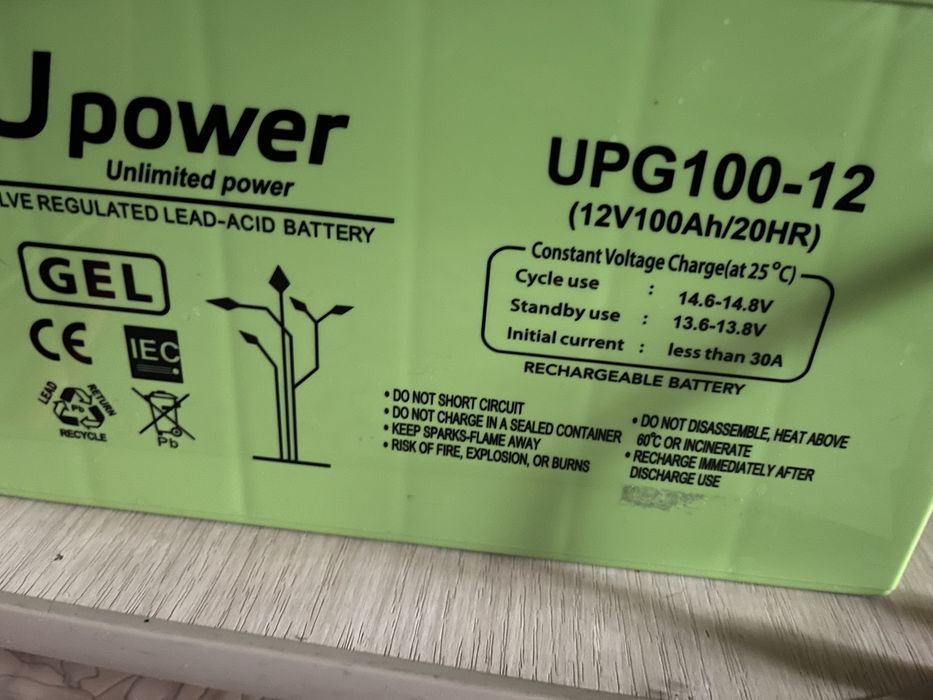 U power
Unlimited power
LVE REGULATED LEAD-ACID BATTERY
GEL
CE
IEC
LEAD
RETURN
Pb
RECYCLE
Pb
UPG100-12
(12V100Ah/20HR)
Constant Voltage Charge(at 25°C)
Cycle use : 14.6-14.8V
Standby use : 13.6-13.8V
Initial current : less than 30A
RECHARGEABLE BATTERY
• DO NOT SHORT CIRCUIT
• DO NOT CHARGE IN A SEALED CONTAINER
• KEEP SPARKS-FLAME AWAY
• RISK OF FIRE, EXPLOSION, OR BURNS
• DO NOT DISASSEMBLE, HEAT ABOVE
60°C OR INCINERATE
• RECHARGE IMMEDIATELY AFTER
DISCHARGE USE